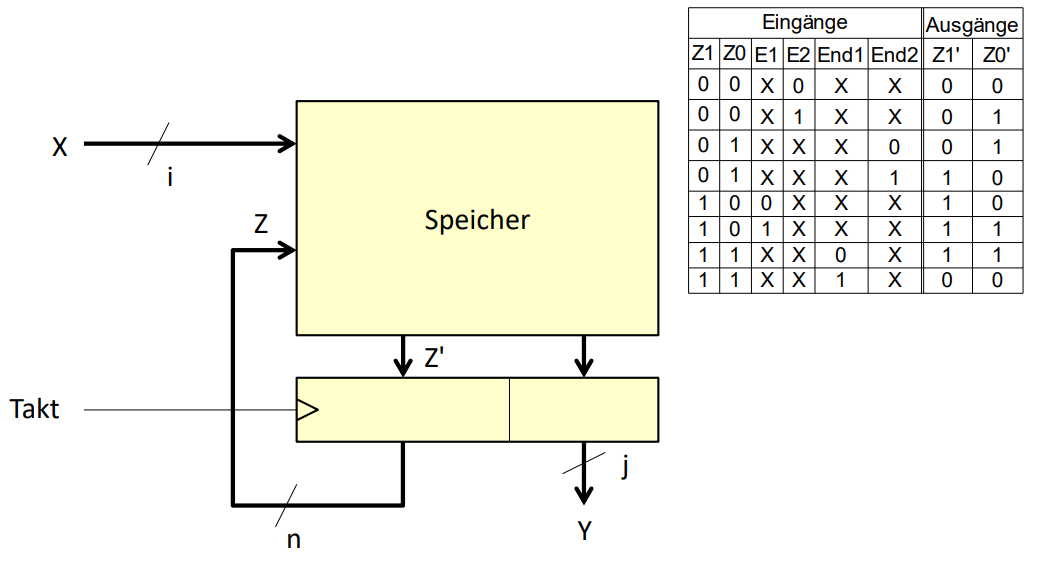 X
i
Z
Speicher
Z'
Takt
n
j
Y
Eingänge Ausgänge
Z1 Z0 E1 E2 End1 End2 Z1' Z0'
0 0 X 0 X X 0 0
0 0 X 1 X X 0 1
0 1 X X X 0 0 1
0 1 X X X 1 1 0
1 0 0 X X X 1 0
1 0 1 X X X 1 1
1 1 X X 0 X 1 1
1 1 X X 1 X 0 0